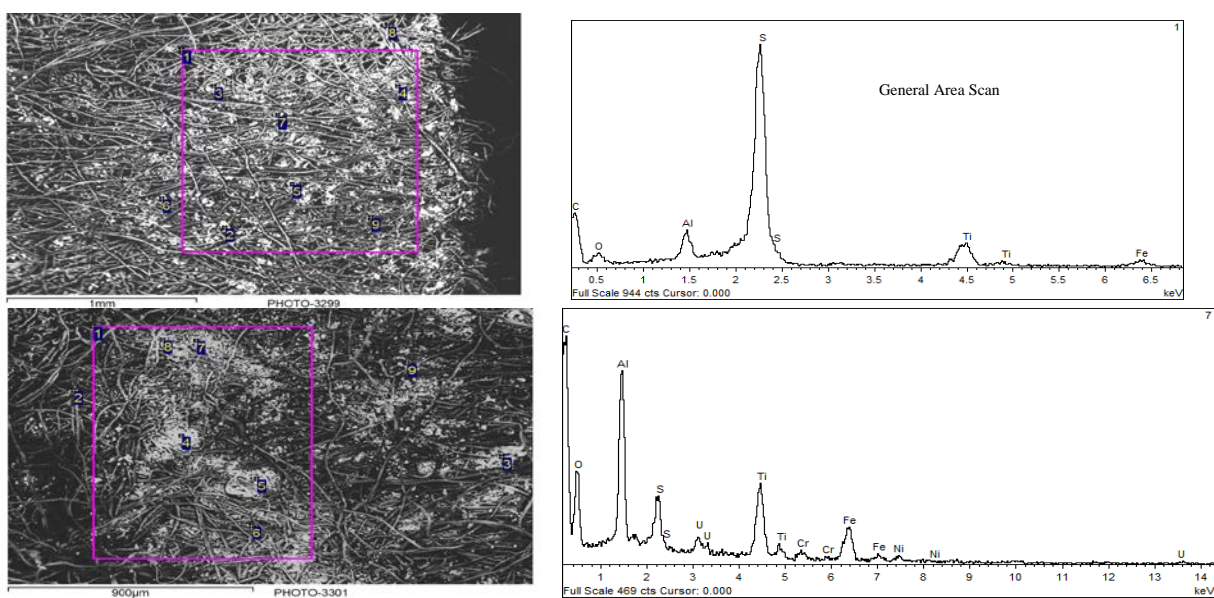 8
1
3
4
7
5
6
9
2
1mm
PHOTO-3299
1
S
General Area Scan
C
Al
O
S
Ti
Ti
Fe
0.5 1 1.5 2 2.5 3 3.5 4 4.5 5 5.5 6 6.5
Full Scale 944 cts Cursor: 0.000 keV
1
8
7
9
2
4
3
5
6
900µm
PHOTO-3301
7
C
Al
O
S
Ti
S
U
U
Ti
Cr
Cr
Fe
Fe
Ni
Ni
U
1 2 3 4 5 6 7 8 9 10 11 12 13 14
Full Scale 469 cts Cursor: 0.000 keV